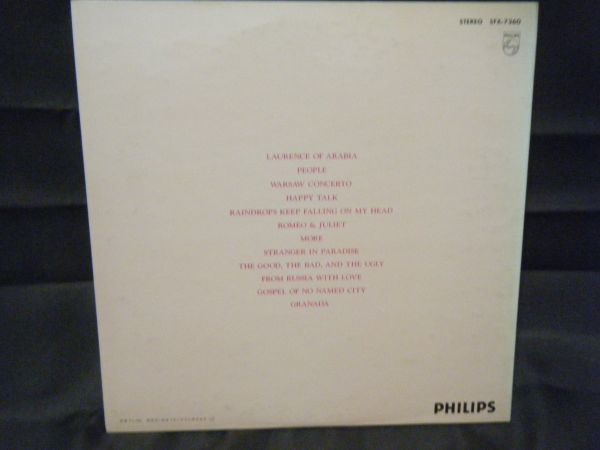 STEREO SFX-7360
LAURENCE OF ARABIA
PEOPLE
WARSAW CONCERTO
HAPPY TALK
RAINDROPS KEEP FALLING ON MY HEAD
ROMEO & JULIET
MORE
STRANGER IN PARADISE
THE GOOD, THE BAD, AND THE UGLY
FROM RUSSIA WITH LOVE
GOSPEL OF NO NAMED CITY
GRANADA
PHILIPS